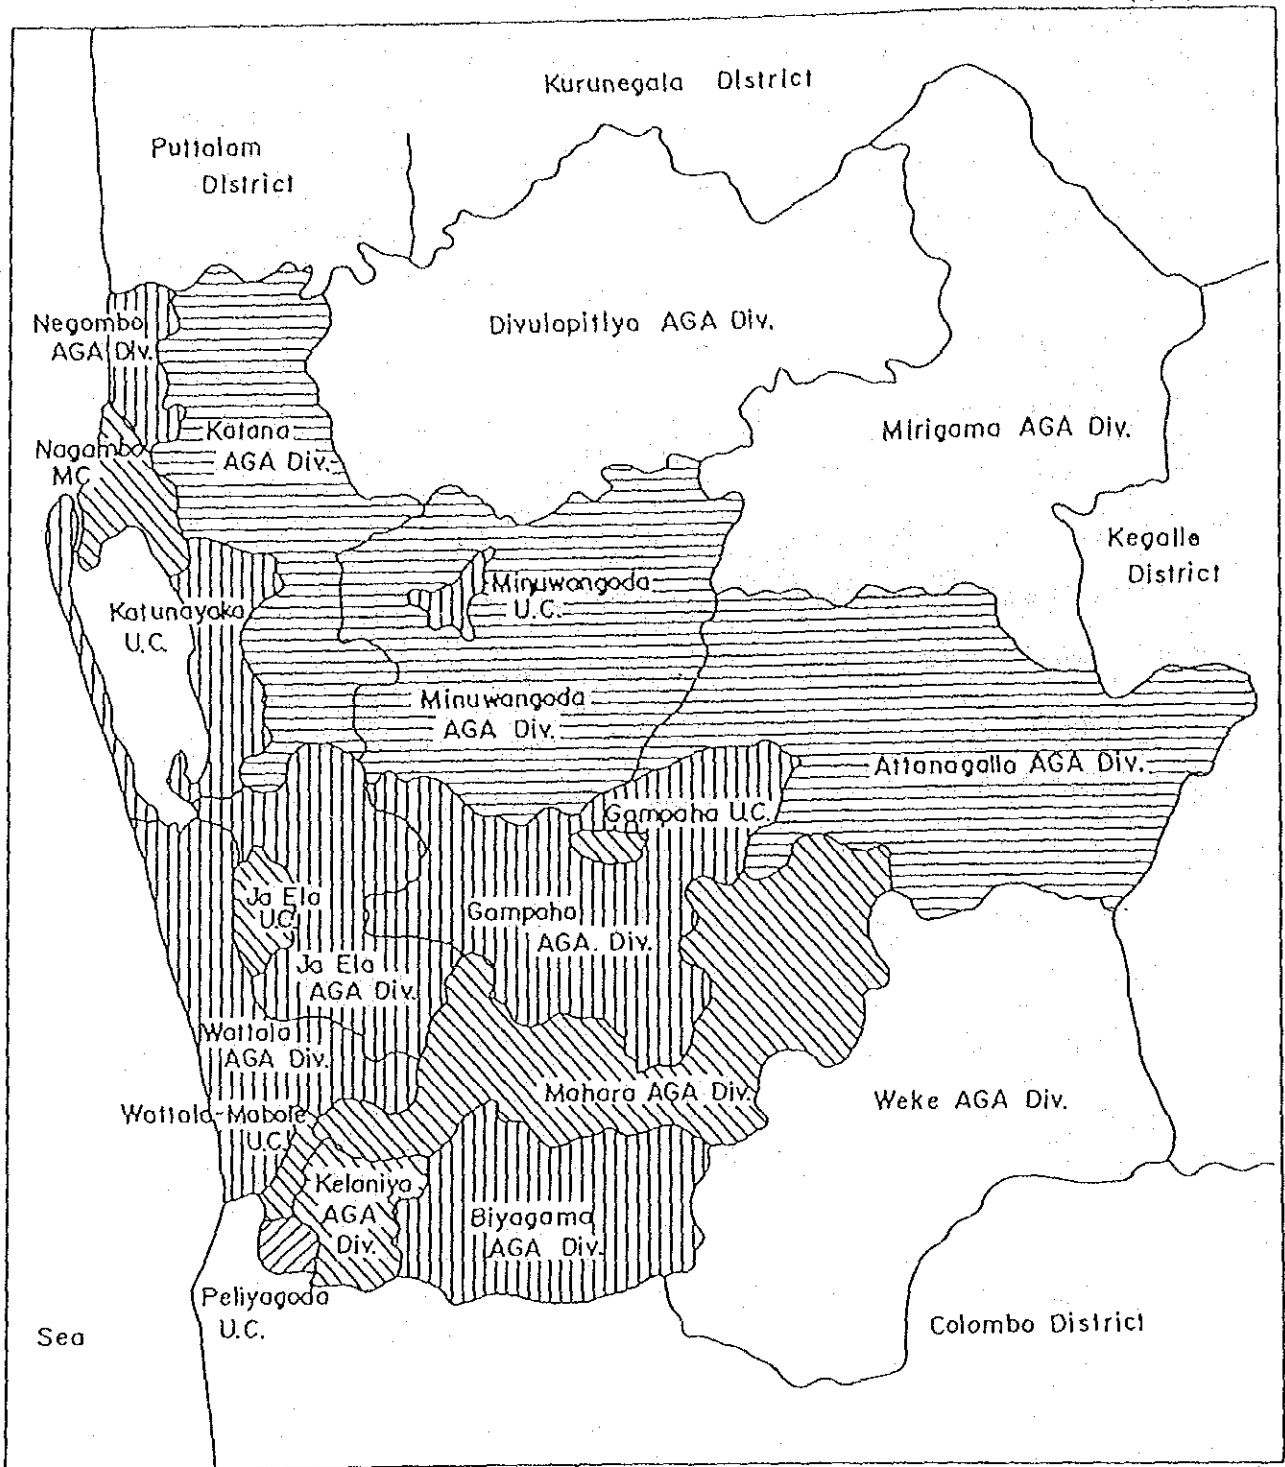 Kurunegala District
Puttalam
District
Negombo
AGA Div.
Divulapitiya AGA Div.
Katana
AGA Div.
Mirigama AGA Div.
Nagambo
MC
Kegalle
District
Minuwangoda
U.C.
Katunayaka
U.C.
Minuwangoda
AGA Div.
Attanagalla AGA Div.
Gampaha U.C.
Ja Ela
U.C.
Gampaha
AGA. Div.
Ja Ela
AGA Div.
Wattala
AGA Div.
Mahara AGA Div.
Weke AGA Div.
Wattala-Mabole
U.C.
Kelaniya
AGA
Div.
Biyagama
AGA Div.
Peliyagoda
U.C.
Sea
Colombo District